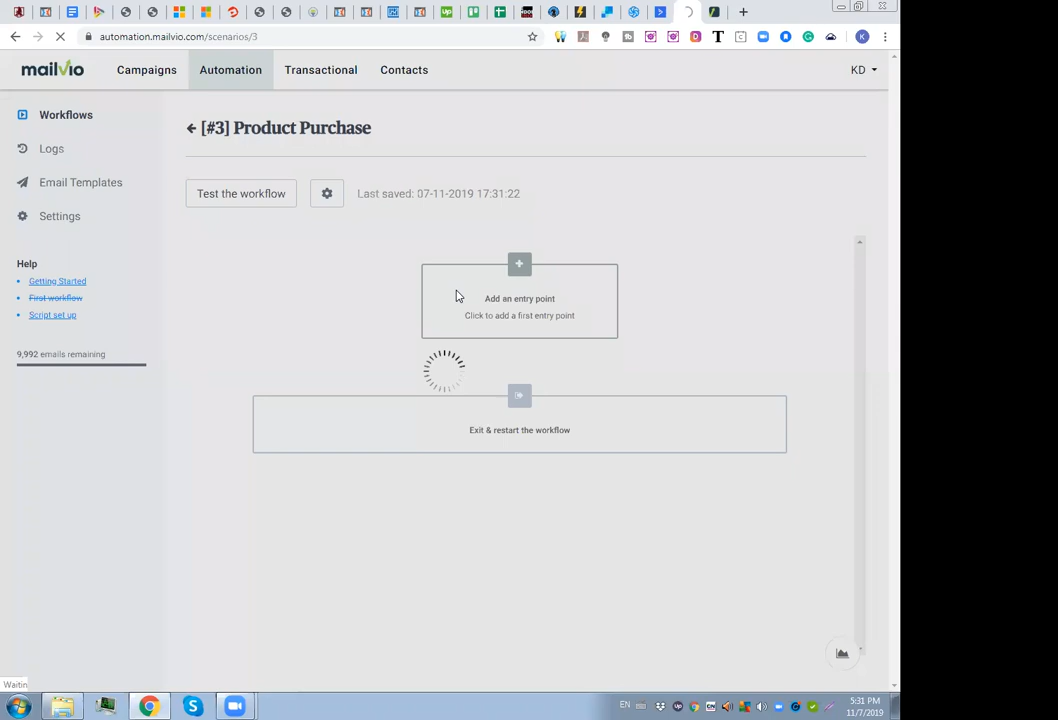 automation.mailvio.com/scenarios/3
mailvio
Campaigns
Automation
Transactional
Contacts
KD
Workflows
Logs
Email Templates
Settings
Help
Getting Started
First workflow
Script set up
9,992 emails remaining
[#3] Product Purchase
Test the workflow
Last saved: 07-11-2019 17:31:22
Add an entry point
Click to add a first entry point
Exit & restart the workflow
Waitin
EN
5:31 PM
11/7/2019